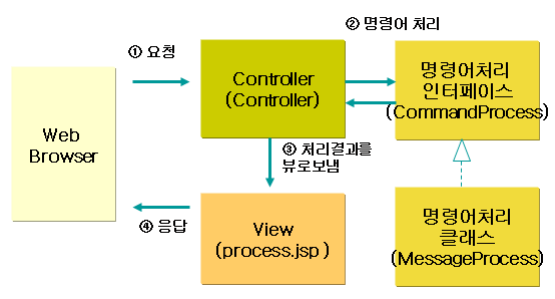 ② 명령어 처리
① 요청
Controller
(Controller)
명령어처리
인터페이스
(CommandProcess)
Web
Browser
③ 처리결과를
뷰로보냄
④ 응답
View
(process.jsp )
명령어처리
클래스
(MessageProcess)